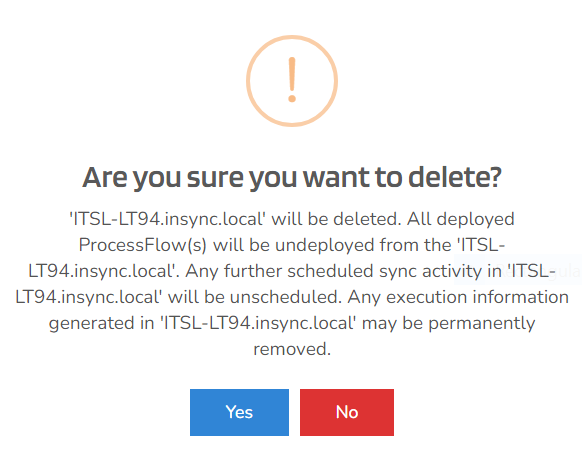 Are you sure you want to delete?
'ITSL-LT94.insync.local' will be deleted. All deployed
ProcessFlow(s) will be undeployed from the 'ITSL-
LT94.insync.local'. Any further scheduled sync activity in 'ITSL-
LT94.insync.local' will be unscheduled. Any execution information
generated in 'ITSL-LT94.insync.local' may be permanently
removed.
Yes No